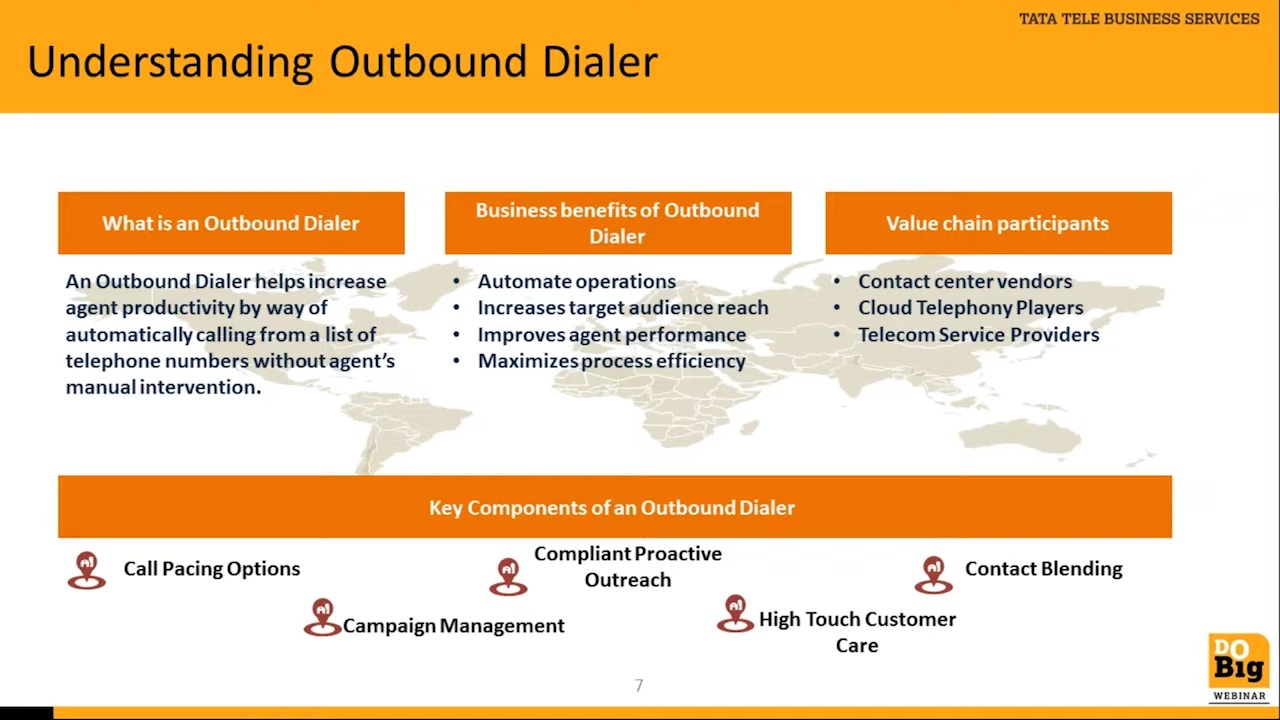 TATA TELE BUSINESS SERVICES
Understanding Outbound Dialer
What is an Outbound Dialer
An Outbound Dialer helps increase
agent productivity by way of
automatically calling from a list of
telephone numbers without agent's
manual intervention.
Business benefits of Outbound
Dialer
• Automate operations
• Increases target audience reach
• Improves agent performance
• Maximizes process efficiency
Value chain participants
• Contact center vendors
• Cloud Telephony Players
• Telecom Service Providers
Key Components of an Outbound Dialer
Call Pacing Options
Campaign Management
Compliant Proactive
Outreach
High Touch Customer
Care
Contact Blending
7
DO
Big
WEBINAR